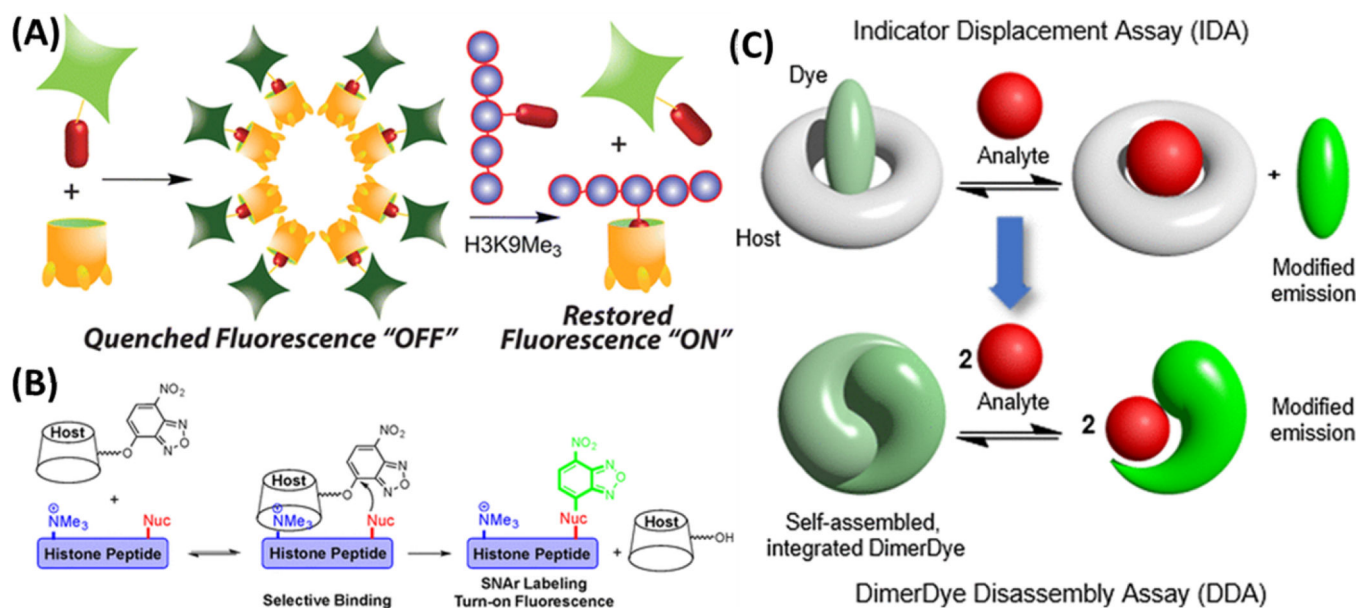 (A)
+
H3K9Me₃
+
Quenched Fluorescence "OFF"
Restored
Fluorescence "ON"
(B)
NO₂
Host
O
N
O
N
+
⊕
NMe₃
Nuc
Histone Peptide
NO₂
Host
O
N
O
N
⊕
NMe₃
Nuc
Histone Peptide
Selective Binding
NO₂
N
O
N
⊕
NMe₃
Nuc
Histone Peptide
+
Host
OH
SNAr Labeling
Turn-on Fluorescence
(C)
Indicator Displacement Assay (IDA)
Dye
Analyte
+
Host
Modified
emission
2
Analyte
2
Modified
emission
Self-assembled,
integrated DimerDye
DimerDye Disassembly Assay (DDA)